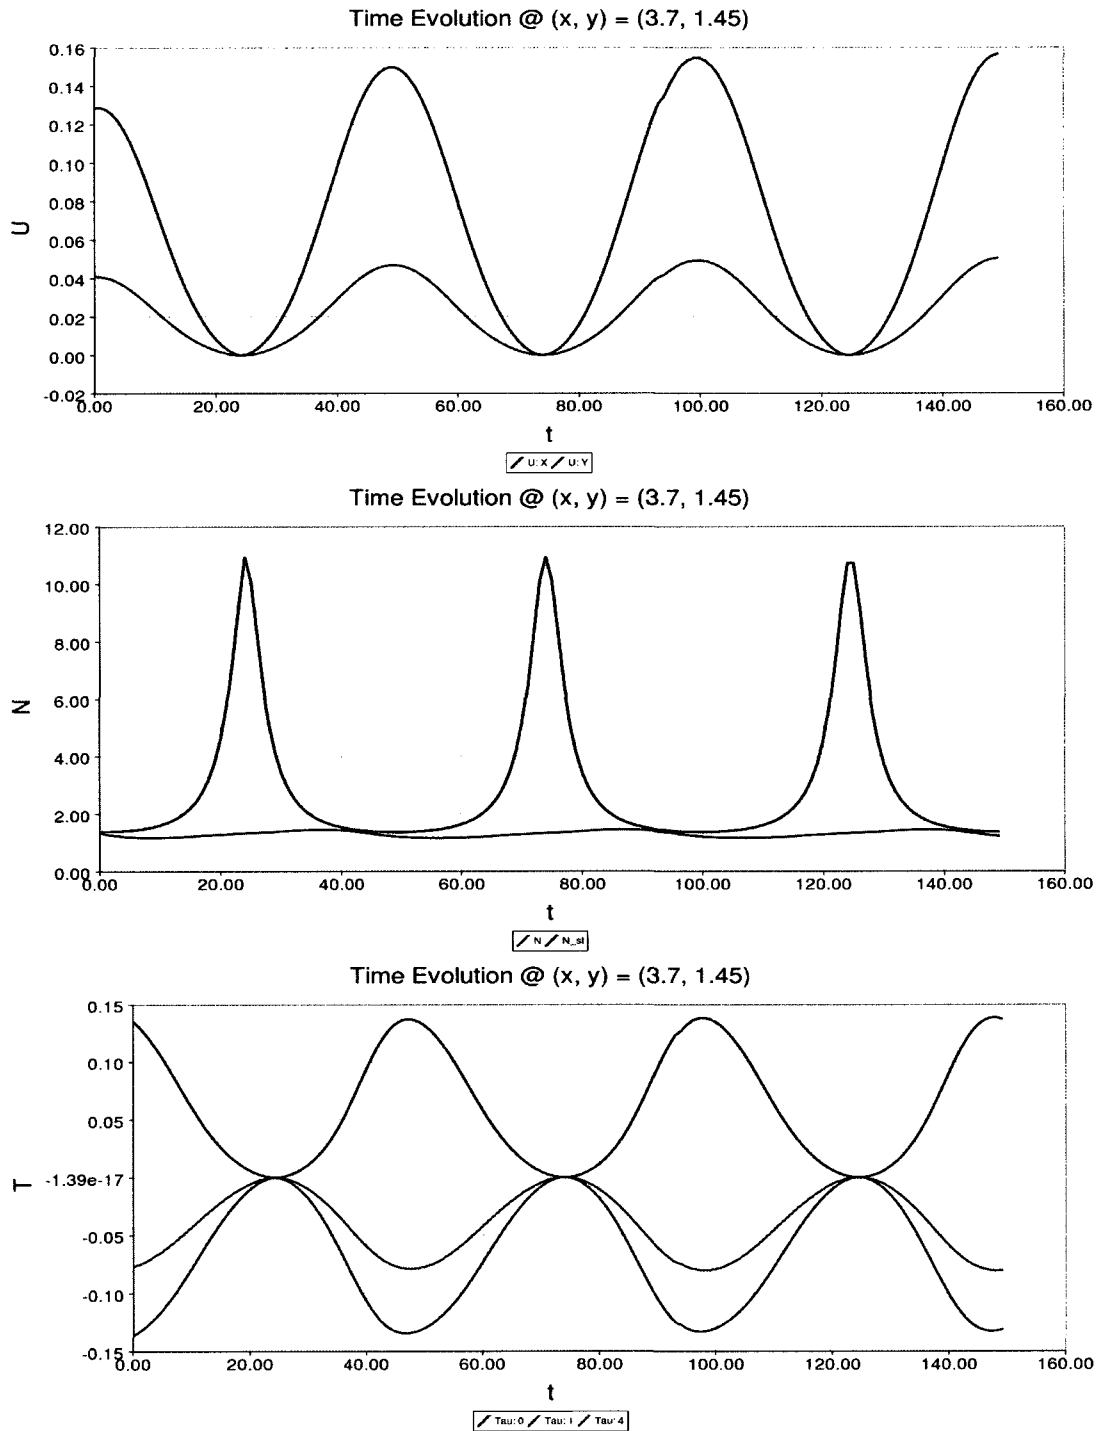 Time Evolution @ (x, y) = (3.7, 1.45)
0.16
0.14
0.12
0.10
0.08
0.06
0.04
0.02
0.00
-0.02
U
0.00 20.00 40.00 60.00 80.00 100.00 120.00 140.00 160.00
t
U: X U: Y
Time Evolution @ (x, y) = (3.7, 1.45)
12.00
10.00
8.00
6.00
4.00
2.00
0.00
N
0.00 20.00 40.00 60.00 80.00 100.00 120.00 140.00 160.00
t
N N_sl
Time Evolution @ (x, y) = (3.7, 1.45)
0.15
0.10
0.05
-1.39e-17
-0.05
-0.10
-0.15
T
0.00 20.00 40.00 60.00 80.00 100.00 120.00 140.00 160.00
t
Tau: 0 Tau: 1 Tau: 4